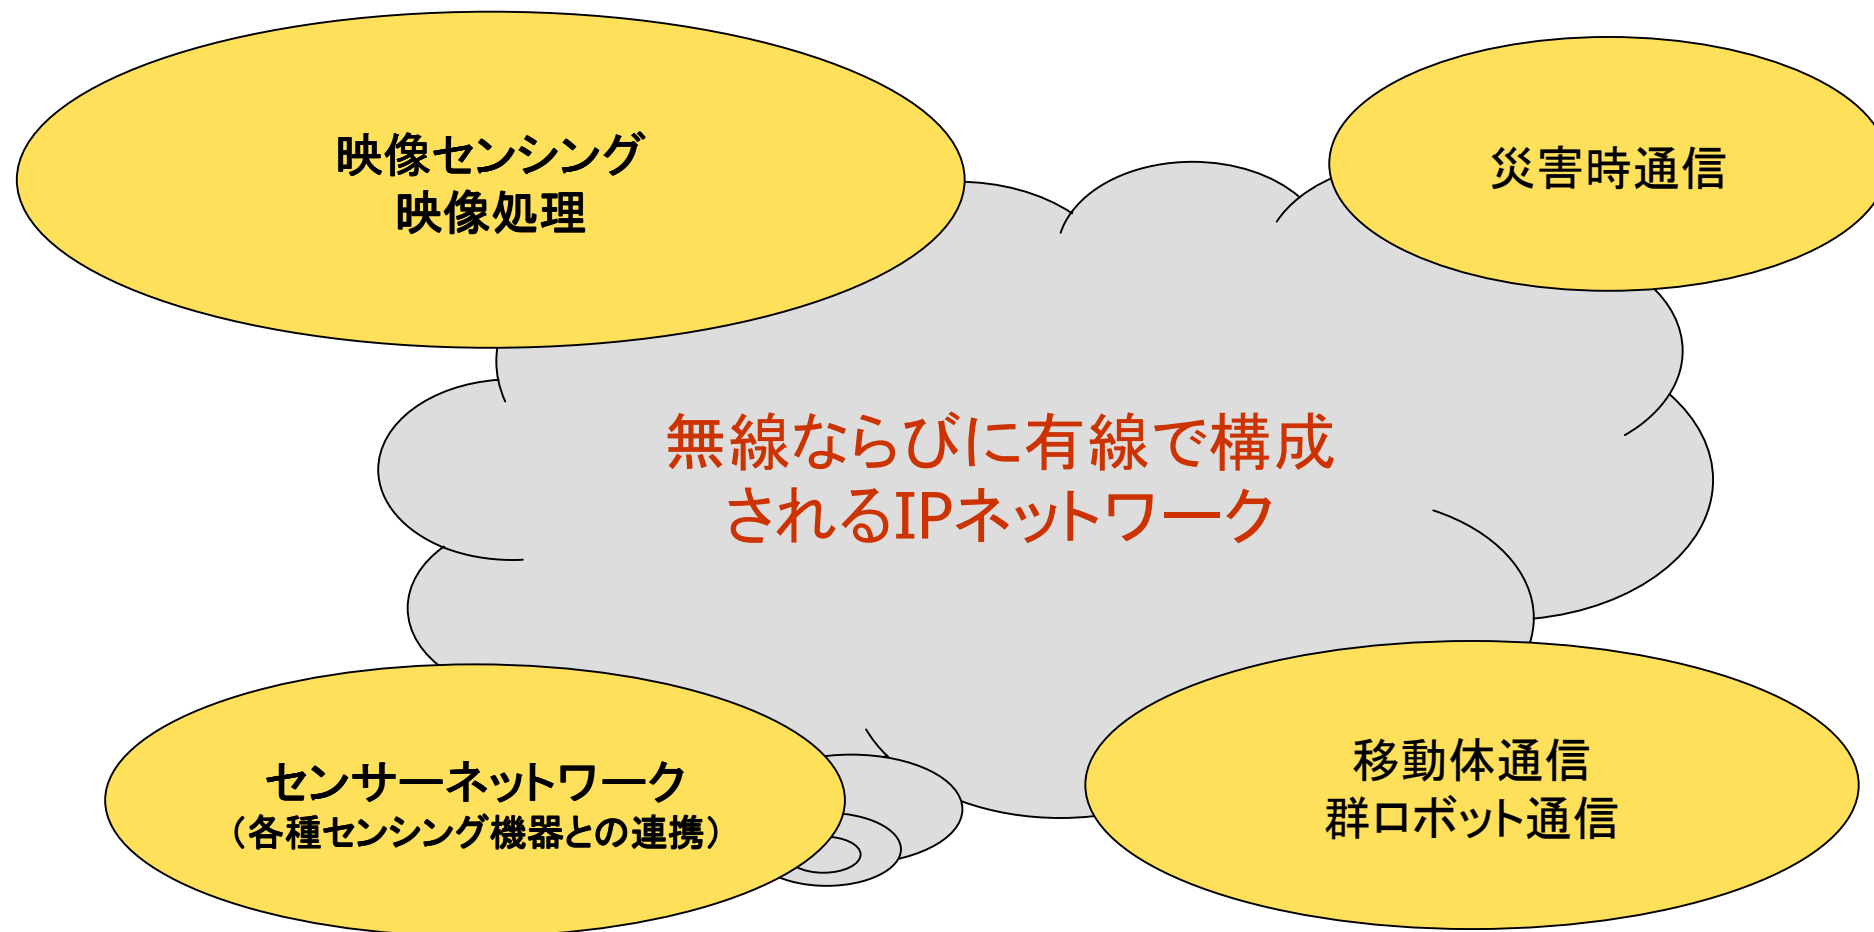 映像センシング
映像処理
災害時通信
無線ならびに有線で構成
されるIPネットワーク
センサーネットワーク
（各種センシング機器との連携）
移動体通信
群ロボット通信